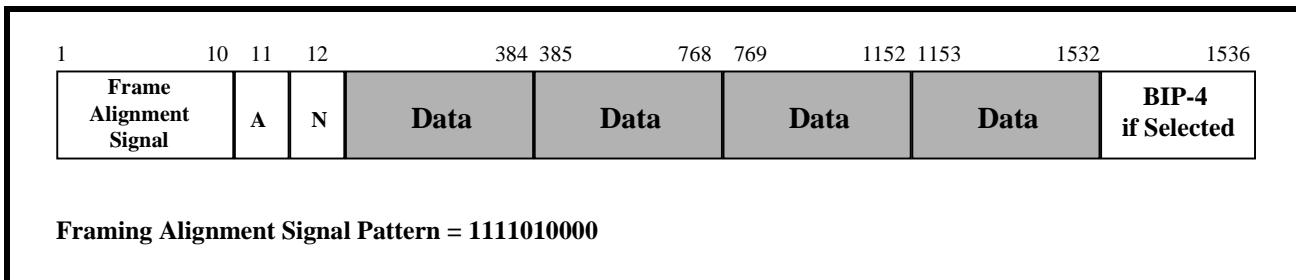 1 10 11 12 384 385 768 769 1152 1153 1532 1536
Frame
Alignment
Signal
A
N
Data
Data
Data
Data
BIP-4
if Selected
Framing Alignment Signal Pattern = 1111010000